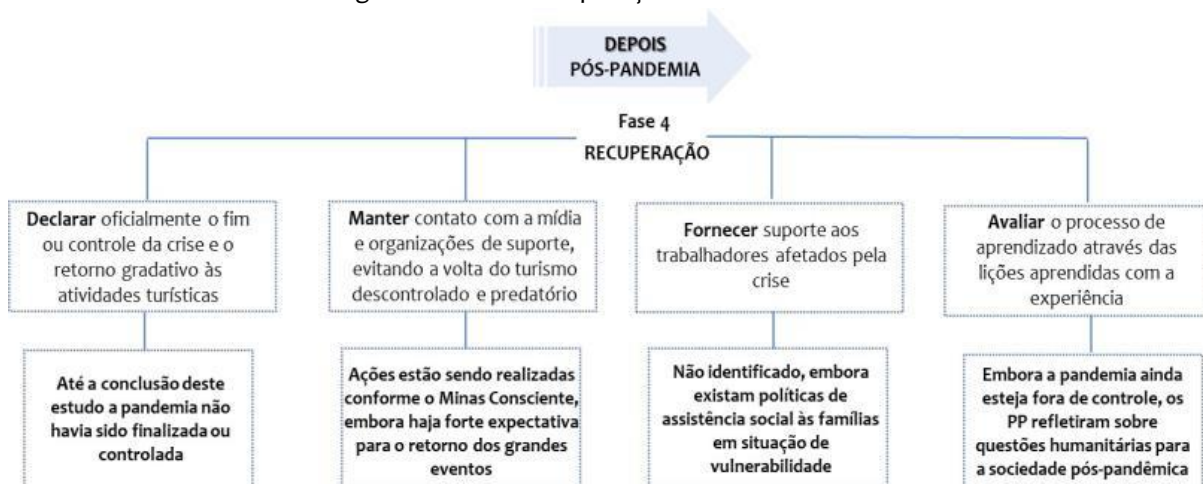 DEPOIS
PÓS-PANDEMIA
Fase 4
RECUPERAÇÃO
Declarar oficialmente o fim
ou controle da crise e o
retorno gradativo às
atividades turísticas
Manter contato com a mídia
e organizações de suporte,
evitando a volta do turismo
descontrolado e predatório
Fornecer suporte aos
trabalhadores afetados pela
crise
Avaliar o processo de
aprendizado através das
lições aprendidas com a
experiência
Até a conclusão deste
estudo a pandemia não
havia sido finalizada ou
controlada
Ações estão sendo realizadas
conforme o Minas Consciente,
embora haja forte expectativa
para o retorno dos grandes
eventos
Não identificado, embora
existam políticas de
assistência social às famílias
em situação de
vulnerabilidade
Embora a pandemia ainda
esteja fora de controle, os
PP refletiram sobre
questões humanitárias para
a sociedade pós-pandêmica